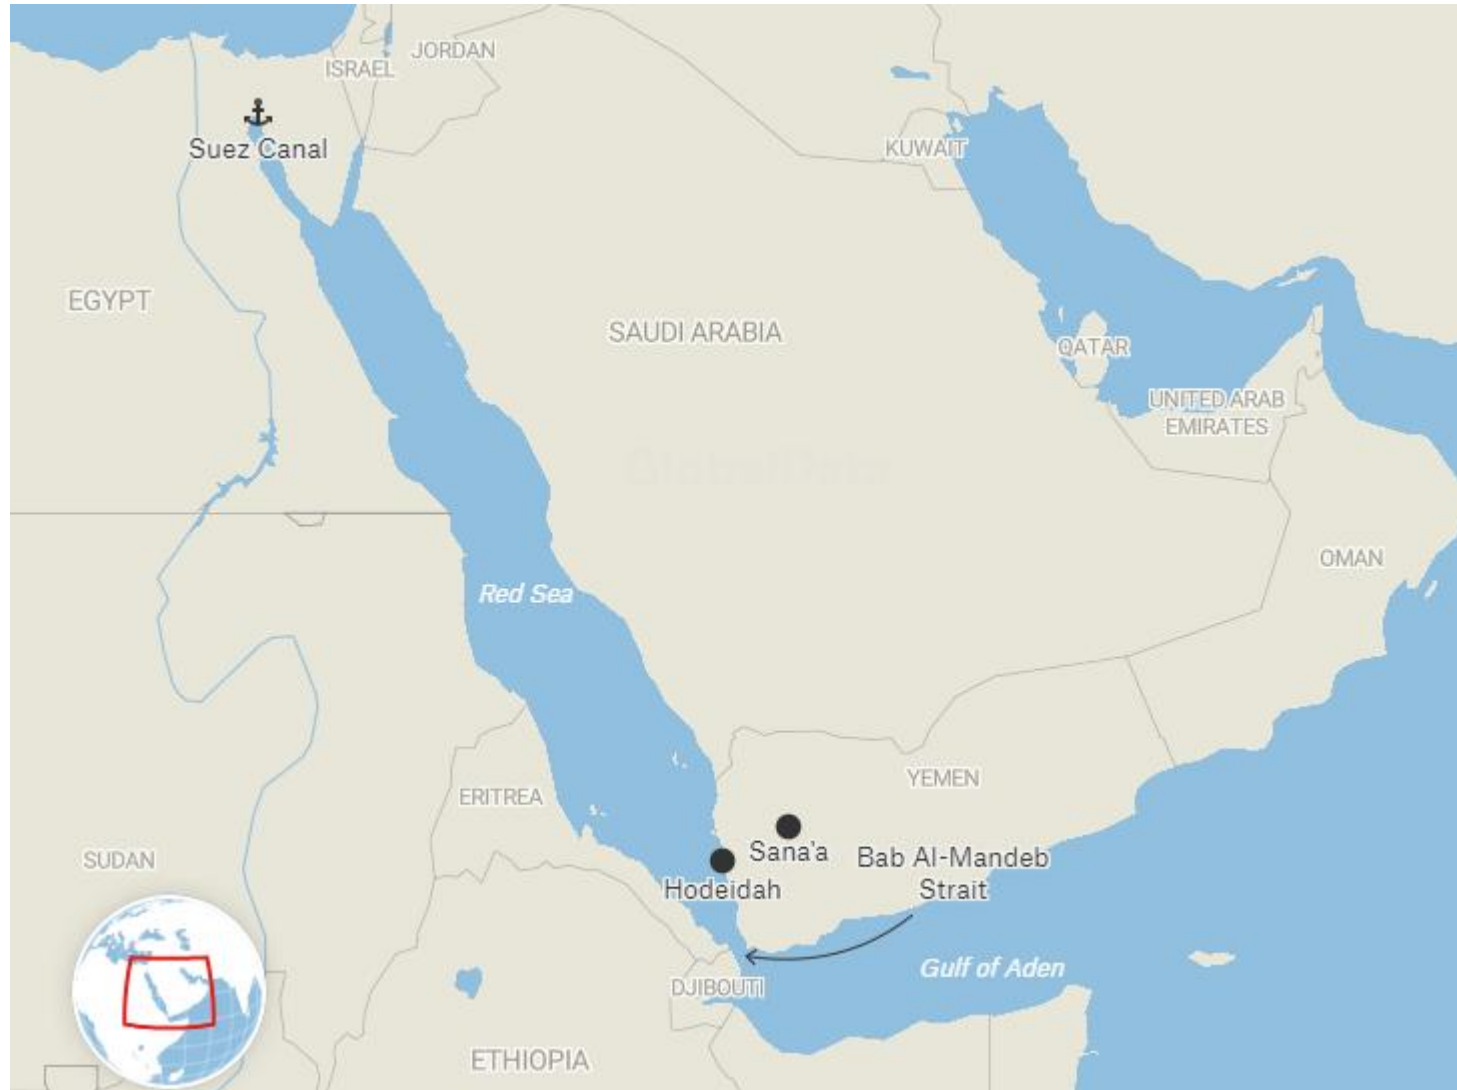 JORDAN
ISRAEL
Suez Canal
KUWAIT
EGYPT
SAUDI ARABIA
QATAR
UNITED ARAB
EMIRATES
GlobalData
OMAN
Red Sea
YEMEN
ERITREA
SUDAN
Sana'a
Bab Al-Mandeb
Strait
Hodeidah
Gulf of Aden
DJIBOUTI
ETHIOPIA